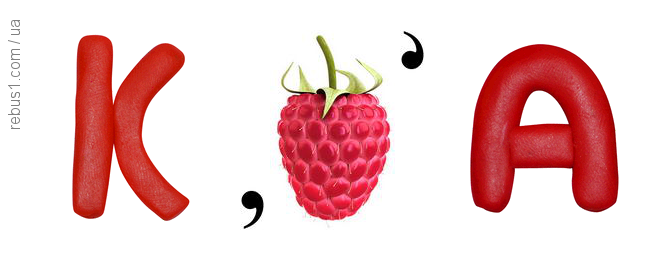 rebus1.com/ua
К , ’ А